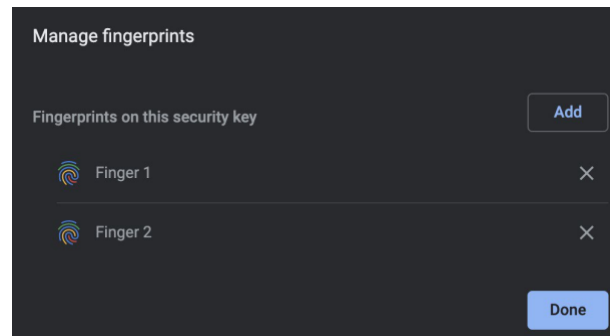 Manage fingerprints
Fingerprints on this security key
Add
Finger 1
Finger 2
Done